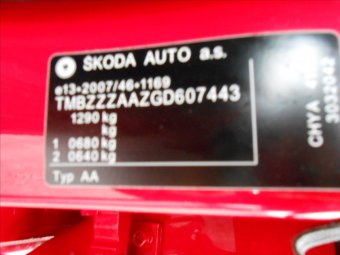 ŠKODA AUTO a.s.
e13*2007/46*1169
TMBZZZAAZGD607443
1290 kg
kg
1 0680 kg
2 0640 kg
Typ AA
CHYA
3032042